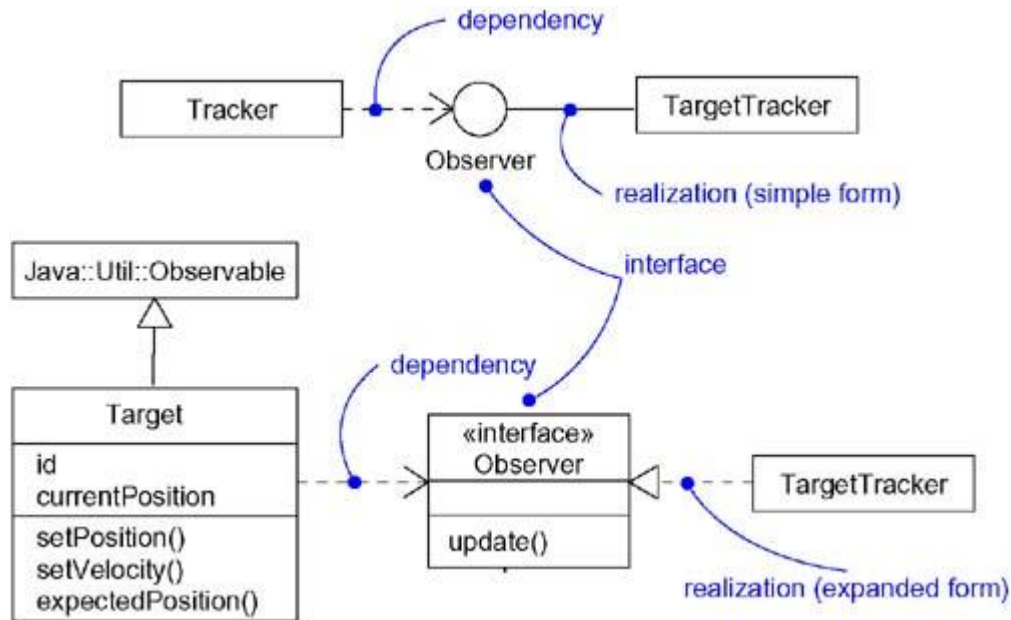 dependency
Tracker
TargetTracker
Observer
realization (simple form)
Java::Util::Observable
interface
dependency
Target
«interface»
Observer
id
currentPosition
TargetTracker
setPosition()
update()
setVelocity()
expectedPosition()
realization (expanded form)